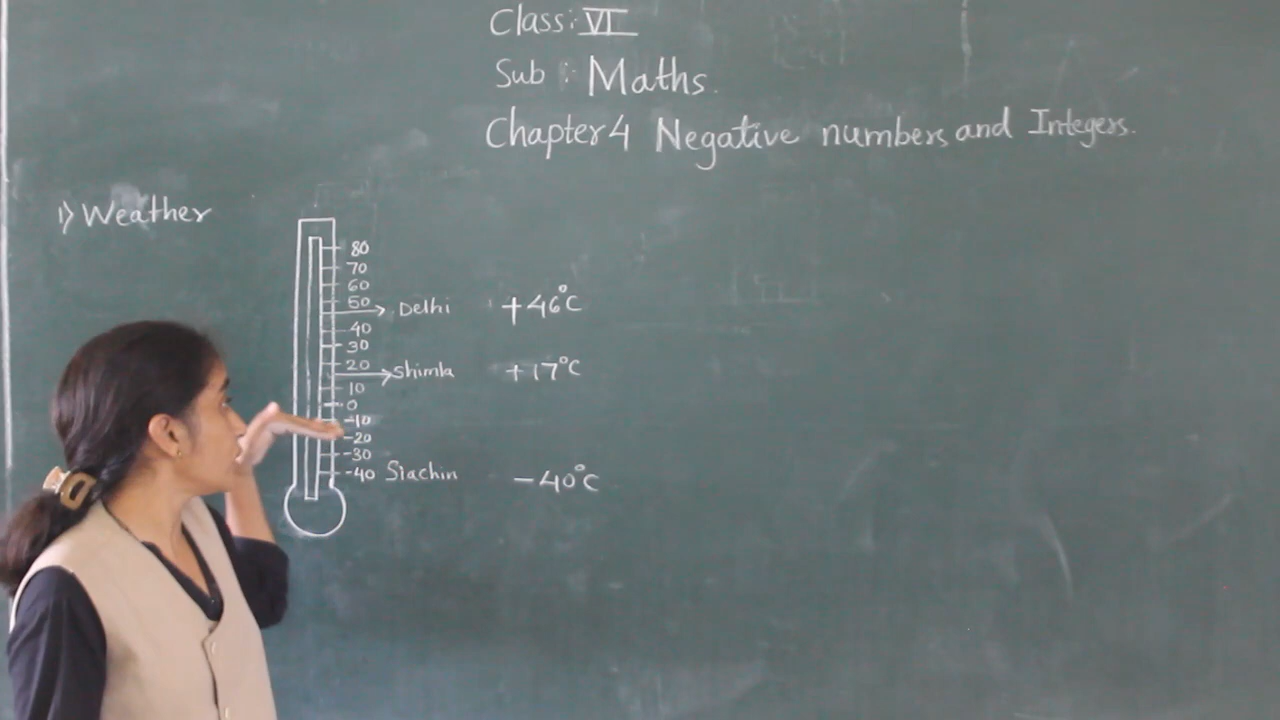 Class: VI
Sub : Maths.
Chapter 4 Negative numbers and Integers.
1) Weather
80
70
60
50
Delhi +46°C
40
30
20
Shimla +17°C
10
0
-10
-20
-30
-40 Siachin -40°C